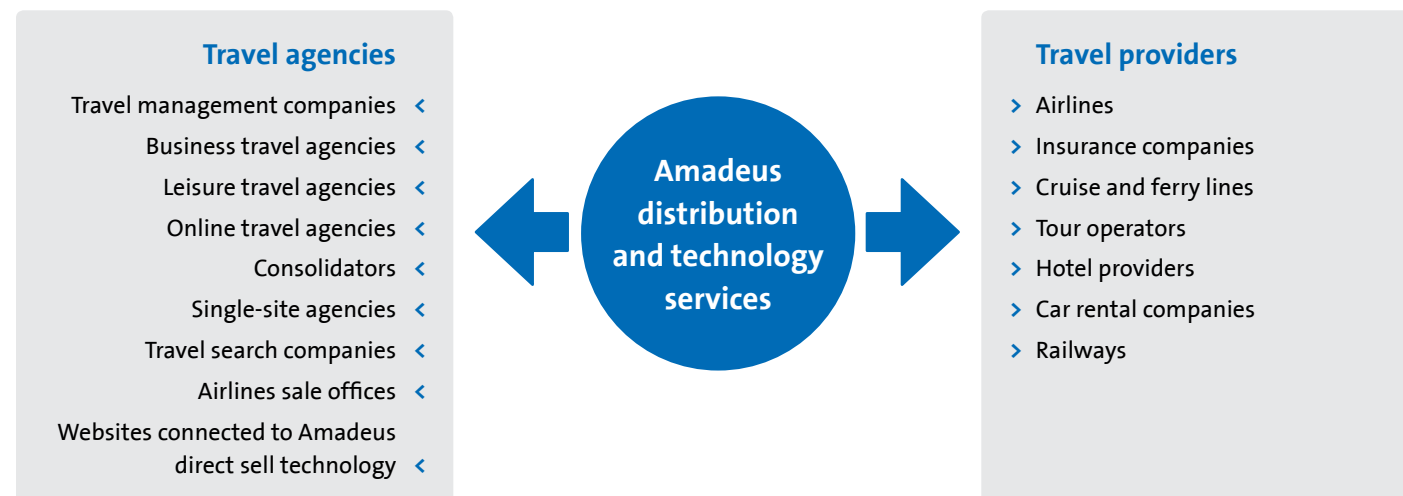 Travel agencies
Travel management companies <
Business travel agencies <
Leisure travel agencies <
Online travel agencies <
Consolidators <
Single-site agencies <
Travel search companies <
Airlines sale offices <
Websites connected to Amadeus
direct sell technology <
Amadeus
distribution
and technology
services
Travel providers
> Airlines
> Insurance companies
> Cruise and ferry lines
> Tour operators
> Hotel providers
> Car rental companies
> Railways